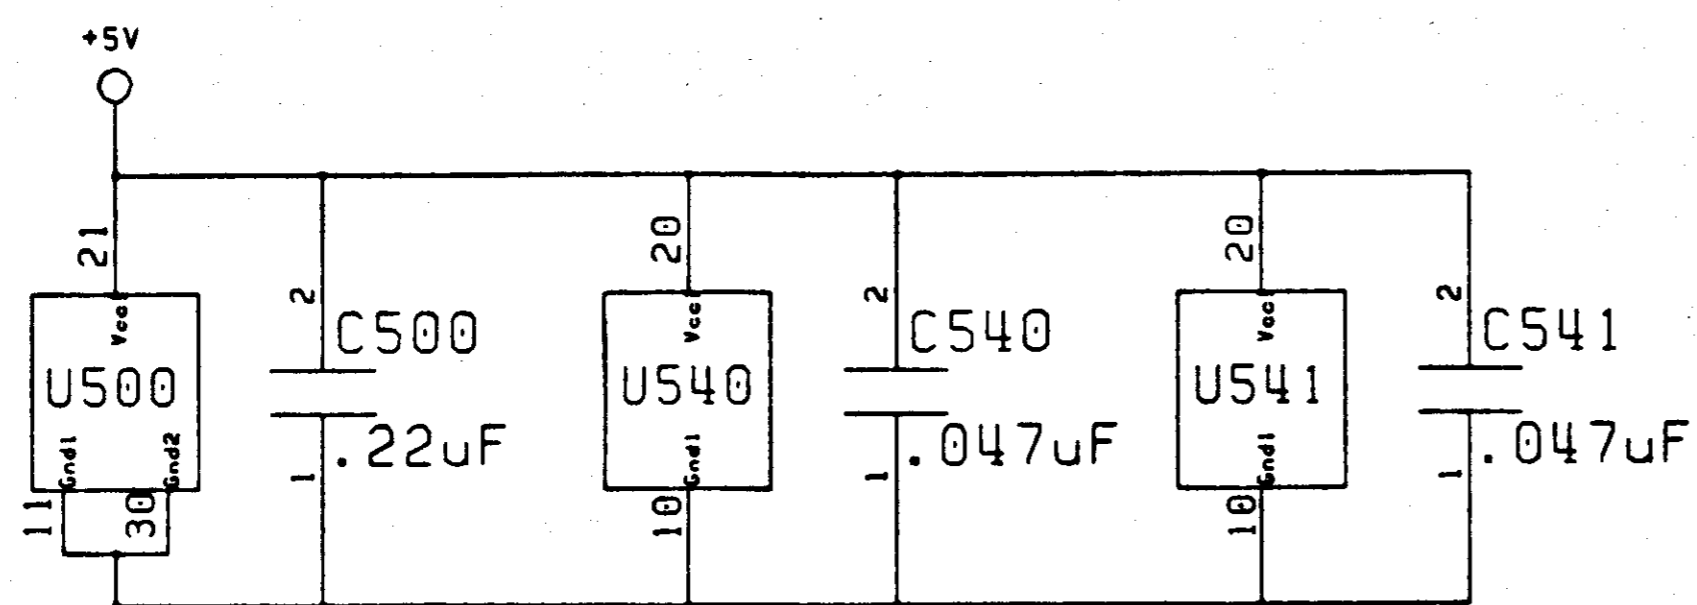 +5V
21
Vcc
U500
Gnd1
Gnd2
11
30
2
C500
.22uF
1
20
Vcc
U540
Gnd1
10
2
C540
.047uF
1
20
Vcc
U541
Gnd1
10
2
C541
.047uF
1